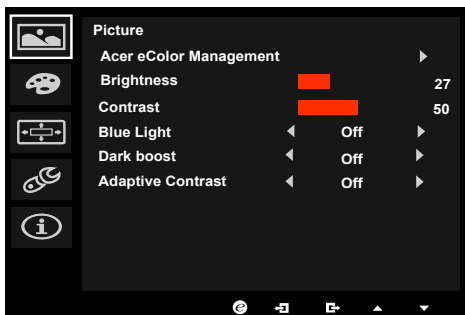 Picture
Acer eColor Management
Brightness 27
Contrast 50
Blue Light Off
Dark boost Off
Adaptive Contrast Off